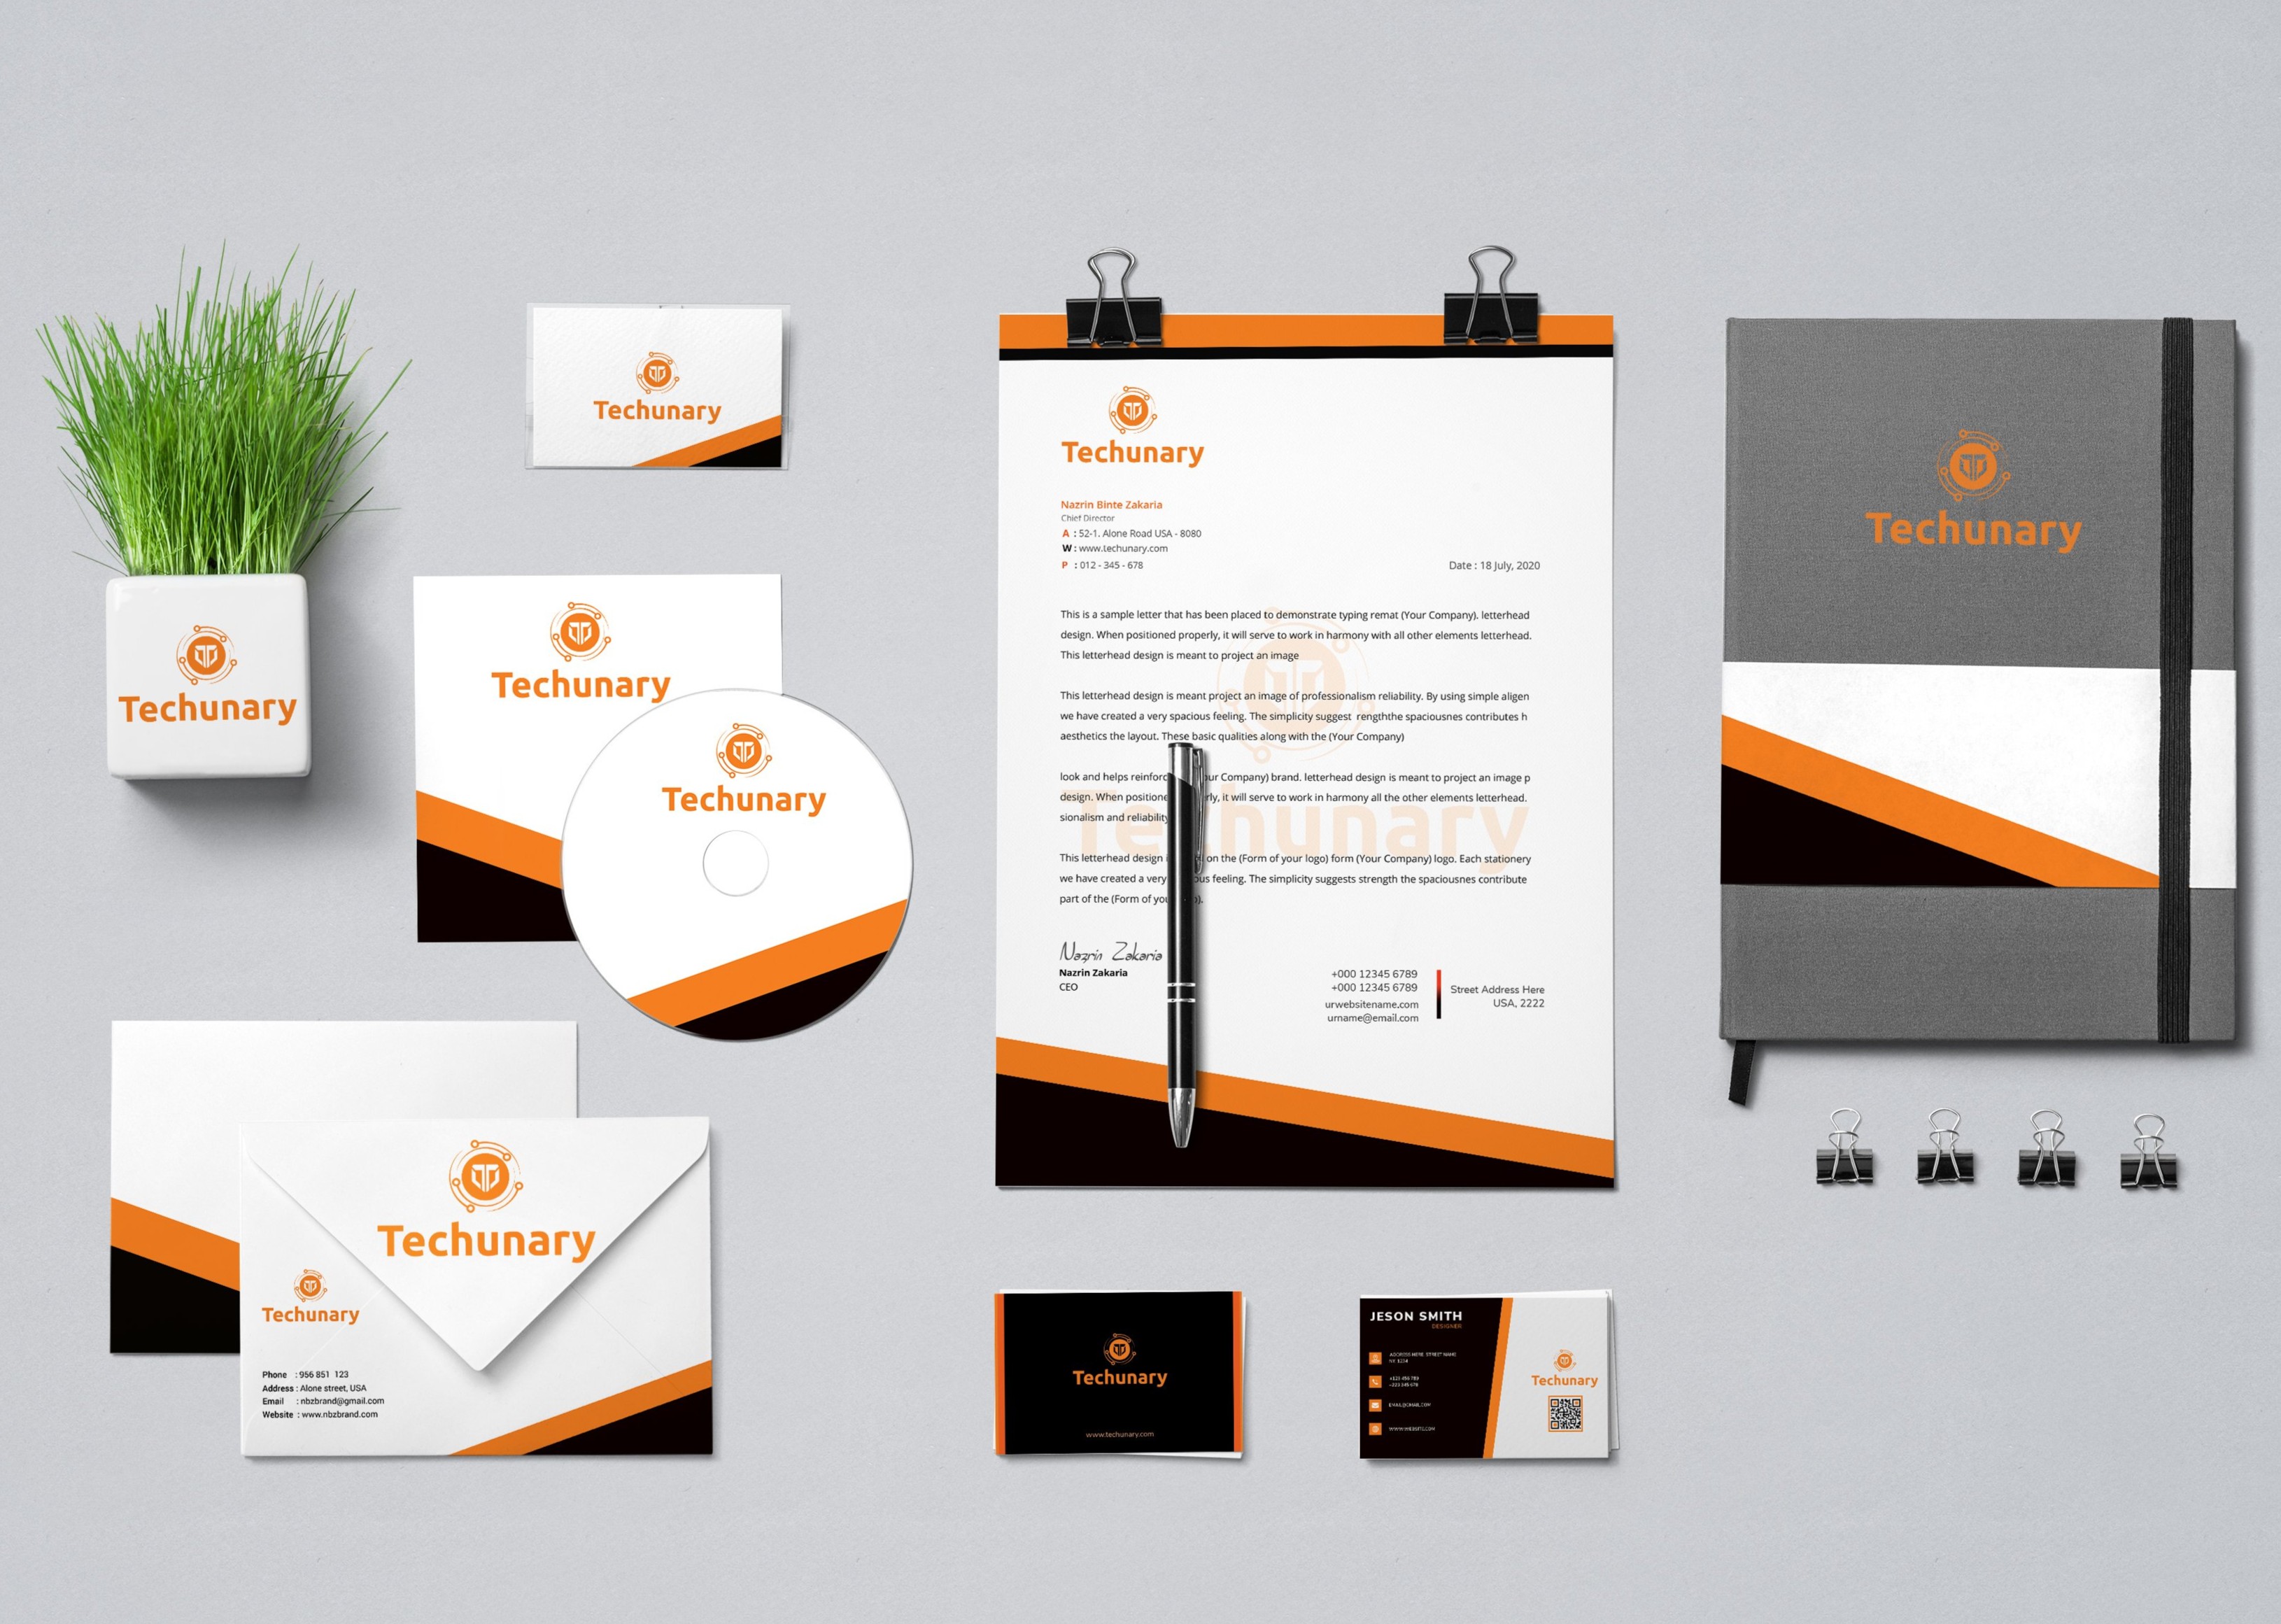 Techunary
Techunary
Techunary
Techunary
Techunary
Phone : 956 851 123
Address : Alone street, USA
Email : nbzbrand@gmail.com
Website : www.nbzbrand.com
Techunary
Techunary
Nazrin Binte Zakaria
Chief Director
A : 52-1. Alone Road USA - 8080
W : www.techunary.com
P : 012 - 345 - 678
Date : 18 July, 2020
This is a sample letter that has been placed to demonstrate typing remat (Your Company). letterhead
design. When positioned properly, it will serve to work in harmony with all other elements letterhead.
This letterhead design is meant to project an image
This letterhead design is meant project an image of professionalism reliability. By using simple aligen
we have created a very spacious feeling. The simplicity suggest rengththe spaciousnes contributes h
aesthetics the layout. These basic qualities along with the (Your Company)
look and helps reinforc ur Company) brand. letterhead design is meant to project an image p
design. When positione rly, it will serve to work in harmony all the other elements letterhead.
sionalism and reliability
Techunary
This letterhead design on the (Form of your logo) form (Your Company) logo. Each stationery
we have created a very ous feeling. The simplicity suggests strength the spaciousnes contribute
part of the (Form of you ).
Nazrin Zakaria
Nazrin Zakaria
CEO
+000 12345 6789
+000 12345 6789
urwebsitename.com
urname@email.com
Street Address Here
USA, 2222
Techunary
www.techunary.com
JESON SMITH
DESIGNER
ADDRESS HERE. STREET NAME
NY 1234
+123 456 789
EMAIL@GMAIL.COM
WWW.WEBSITE.COM
Techunary
Techunary